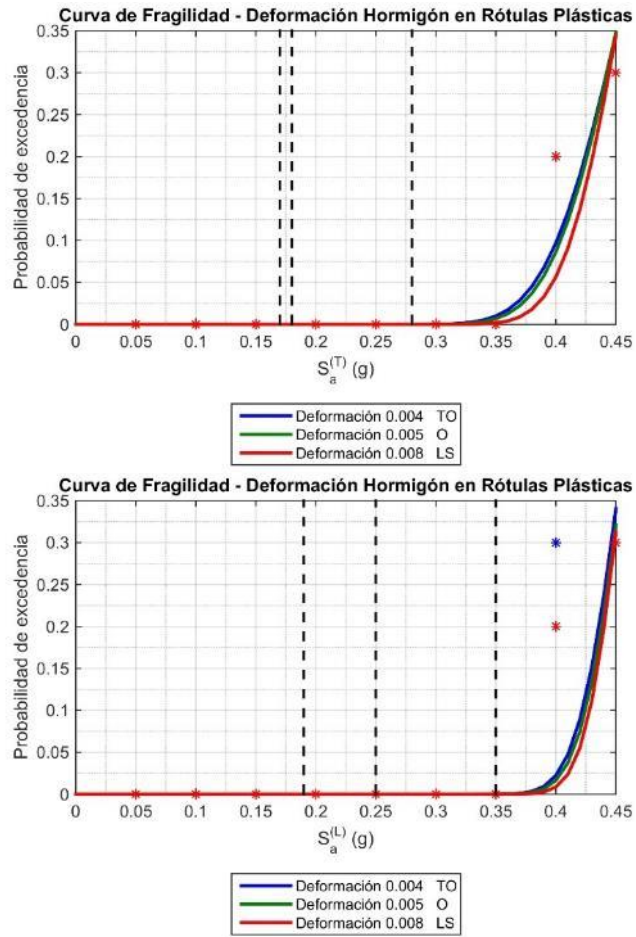 Curva de Fragilidad - Deformación Hormigón en Rótulas Plásticas
0.35
0.3
0.25
0.2
0.15
0.1
0.05
0
Probabilidad de excedencia
0 0.05 0.1 0.15 0.2 0.25 0.3 0.35 0.4 0.45
S_a^(T) (g)
Deformación 0.004 TO
Deformación 0.005 O
Deformación 0.008 LS
Curva de Fragilidad - Deformación Hormigón en Rótulas Plásticas
0.35
0.3
0.25
0.2
0.15
0.1
0.05
0
Probabilidad de excedencia
0 0.05 0.1 0.15 0.2 0.25 0.3 0.35 0.4 0.45
S_a^(L) (g)
Deformación 0.004 TO
Deformación 0.005 O
Deformación 0.008 LS